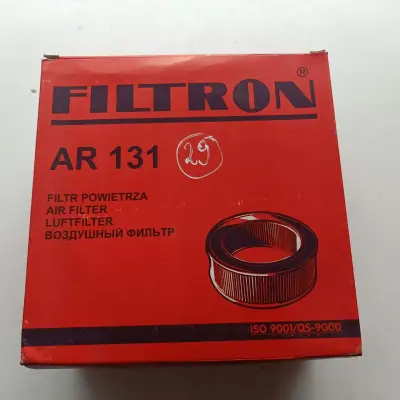 FILTRON®
AR 131
29
FILTR POWIETRZA
AIR FILTER
LUFTFILTER
ВОЗДУШНЫЙ ФИЛЬТР
ISO 9001/QS-9000